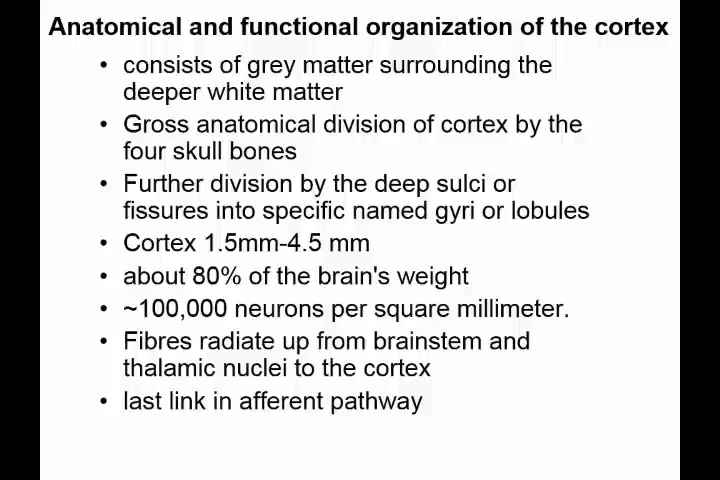 Anatomical and functional organization of the cortex
• consists of grey matter surrounding the
deeper white matter
• Gross anatomical division of cortex by the
four skull bones
• Further division by the deep sulci or
fissures into specific named gyri or lobules
• Cortex 1.5mm-4.5 mm
• about 80% of the brain's weight
• ~100,000 neurons per square millimeter.
• Fibres radiate up from brainstem and
thalamic nuclei to the cortex
• last link in afferent pathway